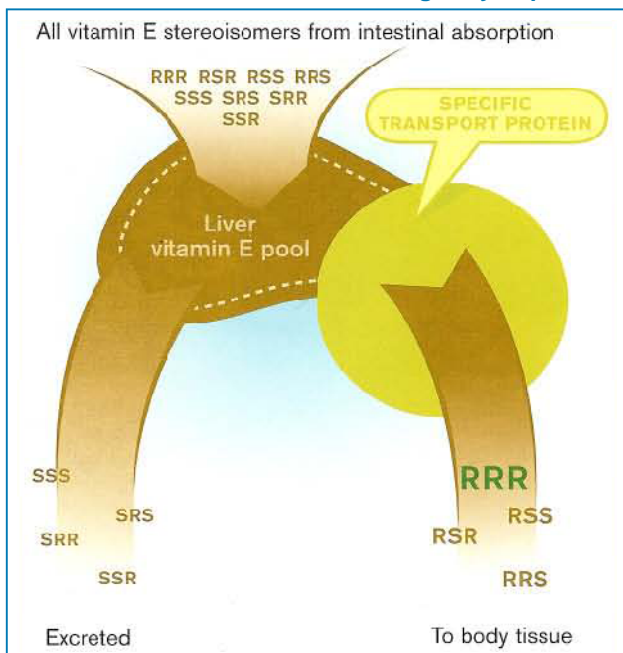 All vitamin E stereoisomers from intestinal absorption
RRR RSR RSS RRS
SSS SRS SRR
SSR
SPECIFIC
TRANSPORT PROTEIN
Liver
vitamin E pool
SSS
SRS
SRR
SSR
RRR
RSS
RSR
RRS
Excreted
To body tissue